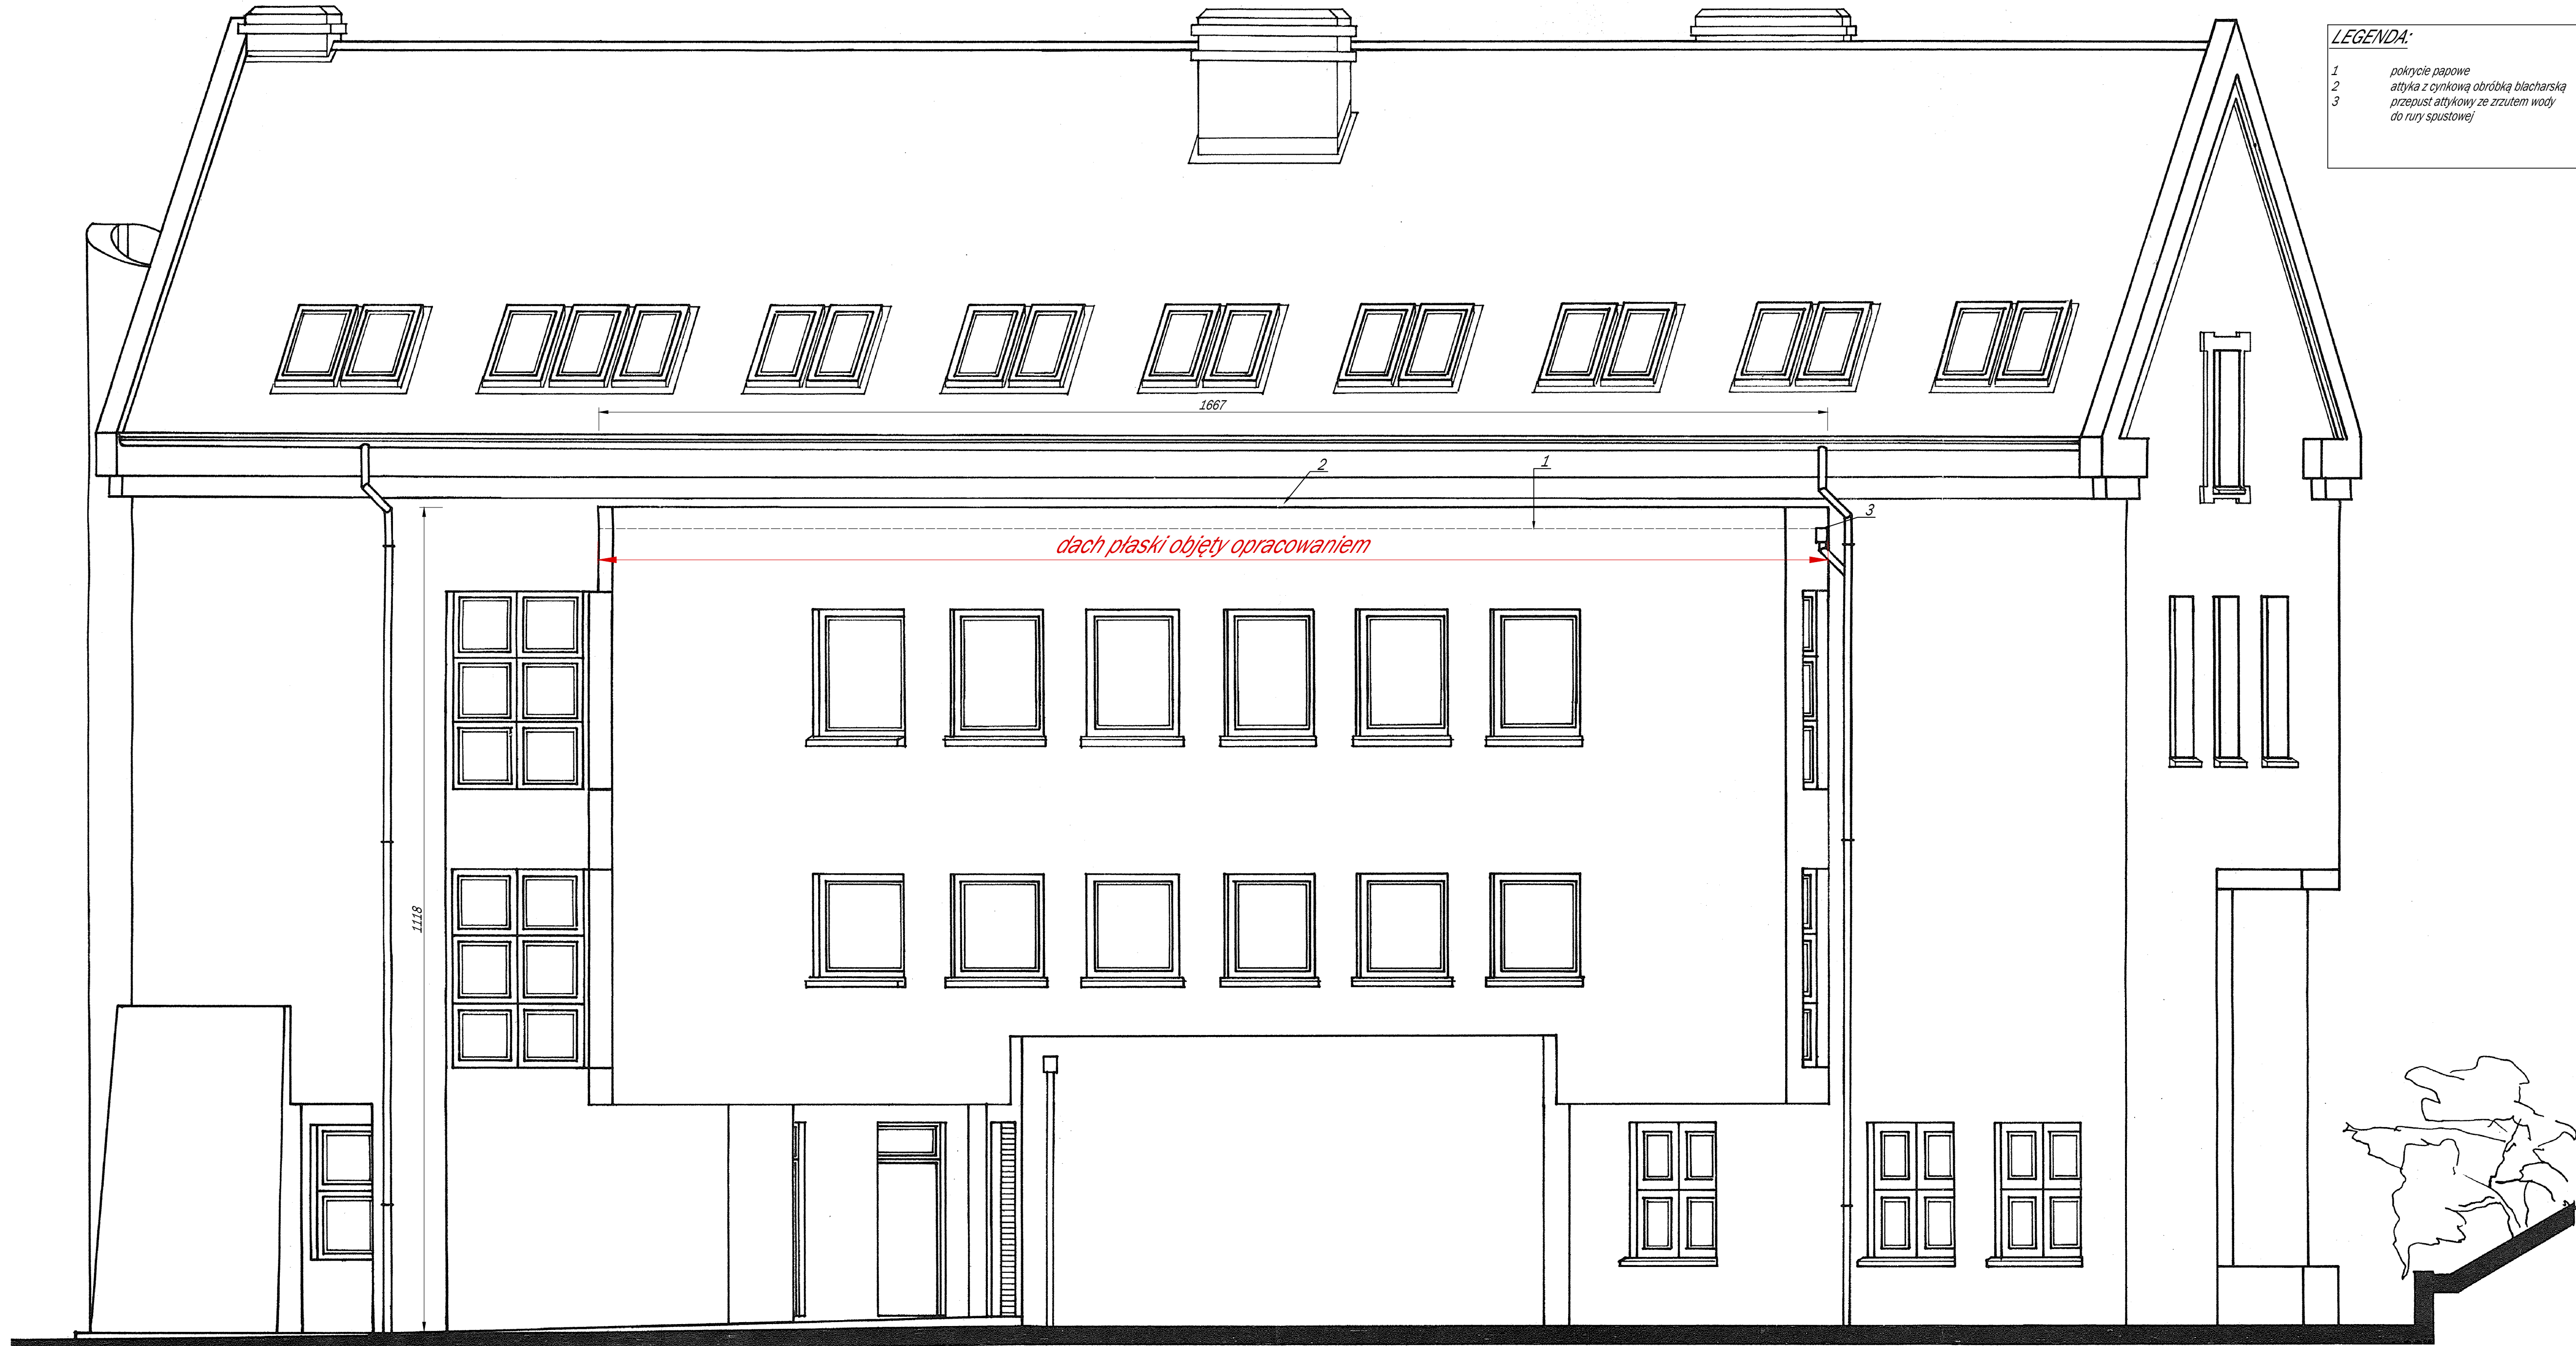 LEGENDA:
1 pokrycie papowe
2 attyka z cynkową obróbką blacharską
3 przepust attykowy ze zrzutem wody
do rury spustowej
1667
2
1
3
dach płaski objęty opracowaniem
1118